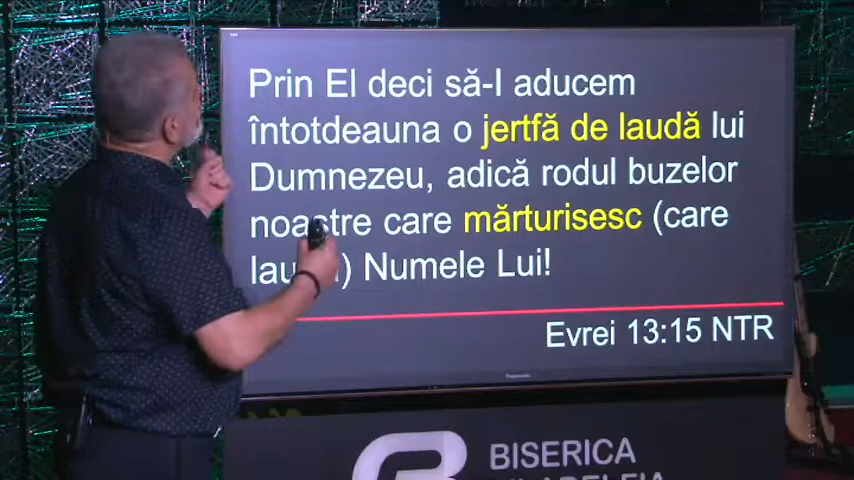 Prin El deci să-I aducem
întotdeauna o jertfă de laudă lui
Dumnezeu, adică rodul buzelor
noastre care mărturisesc (care
) Numele Lui!
Evrei 13:15 NTR
Panasonic
BISERICA